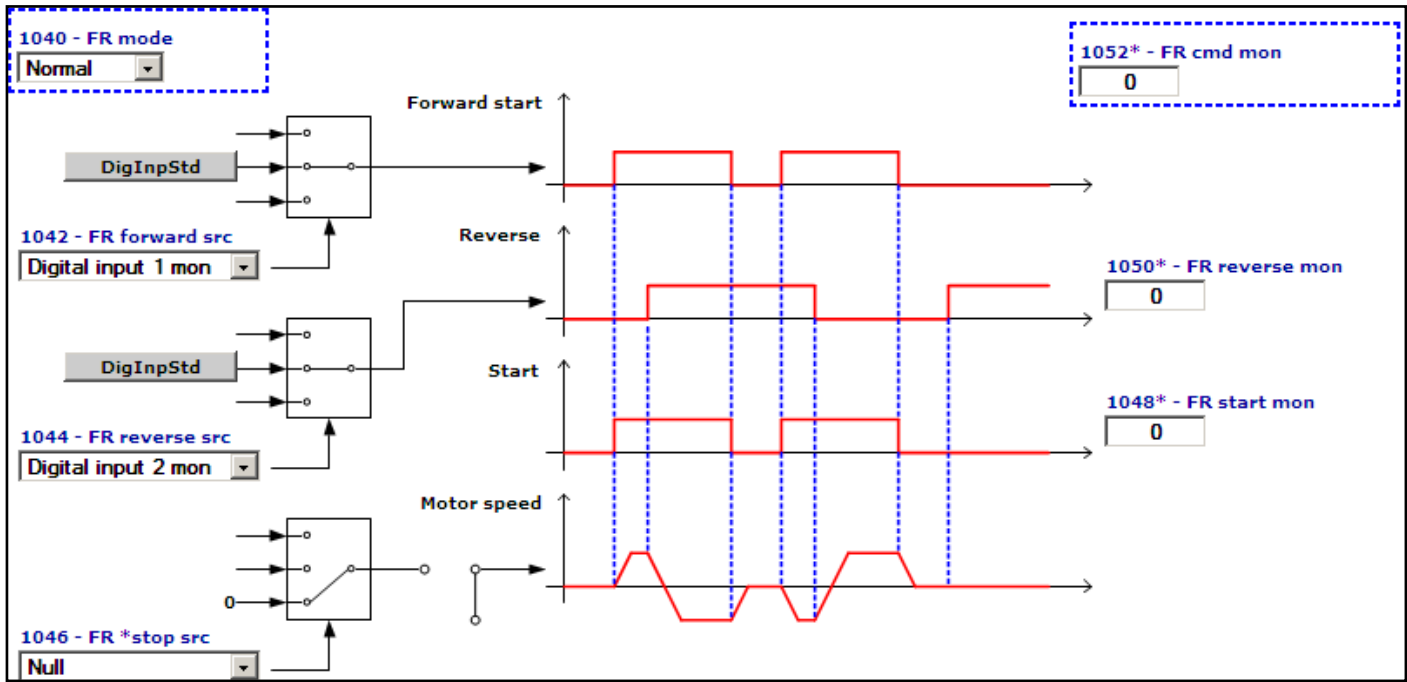 1040 - FR mode
Normal
1052* - FR cmd mon
0
Forward start
DigInpStd
1042 - FR forward src
Digital input 1 mon
Reverse
1050* - FR reverse mon
0
DigInpStd
Start
1048* - FR start mon
0
1044 - FR reverse src
Digital input 2 mon
Motor speed
0
1046 - FR *stop src
Null